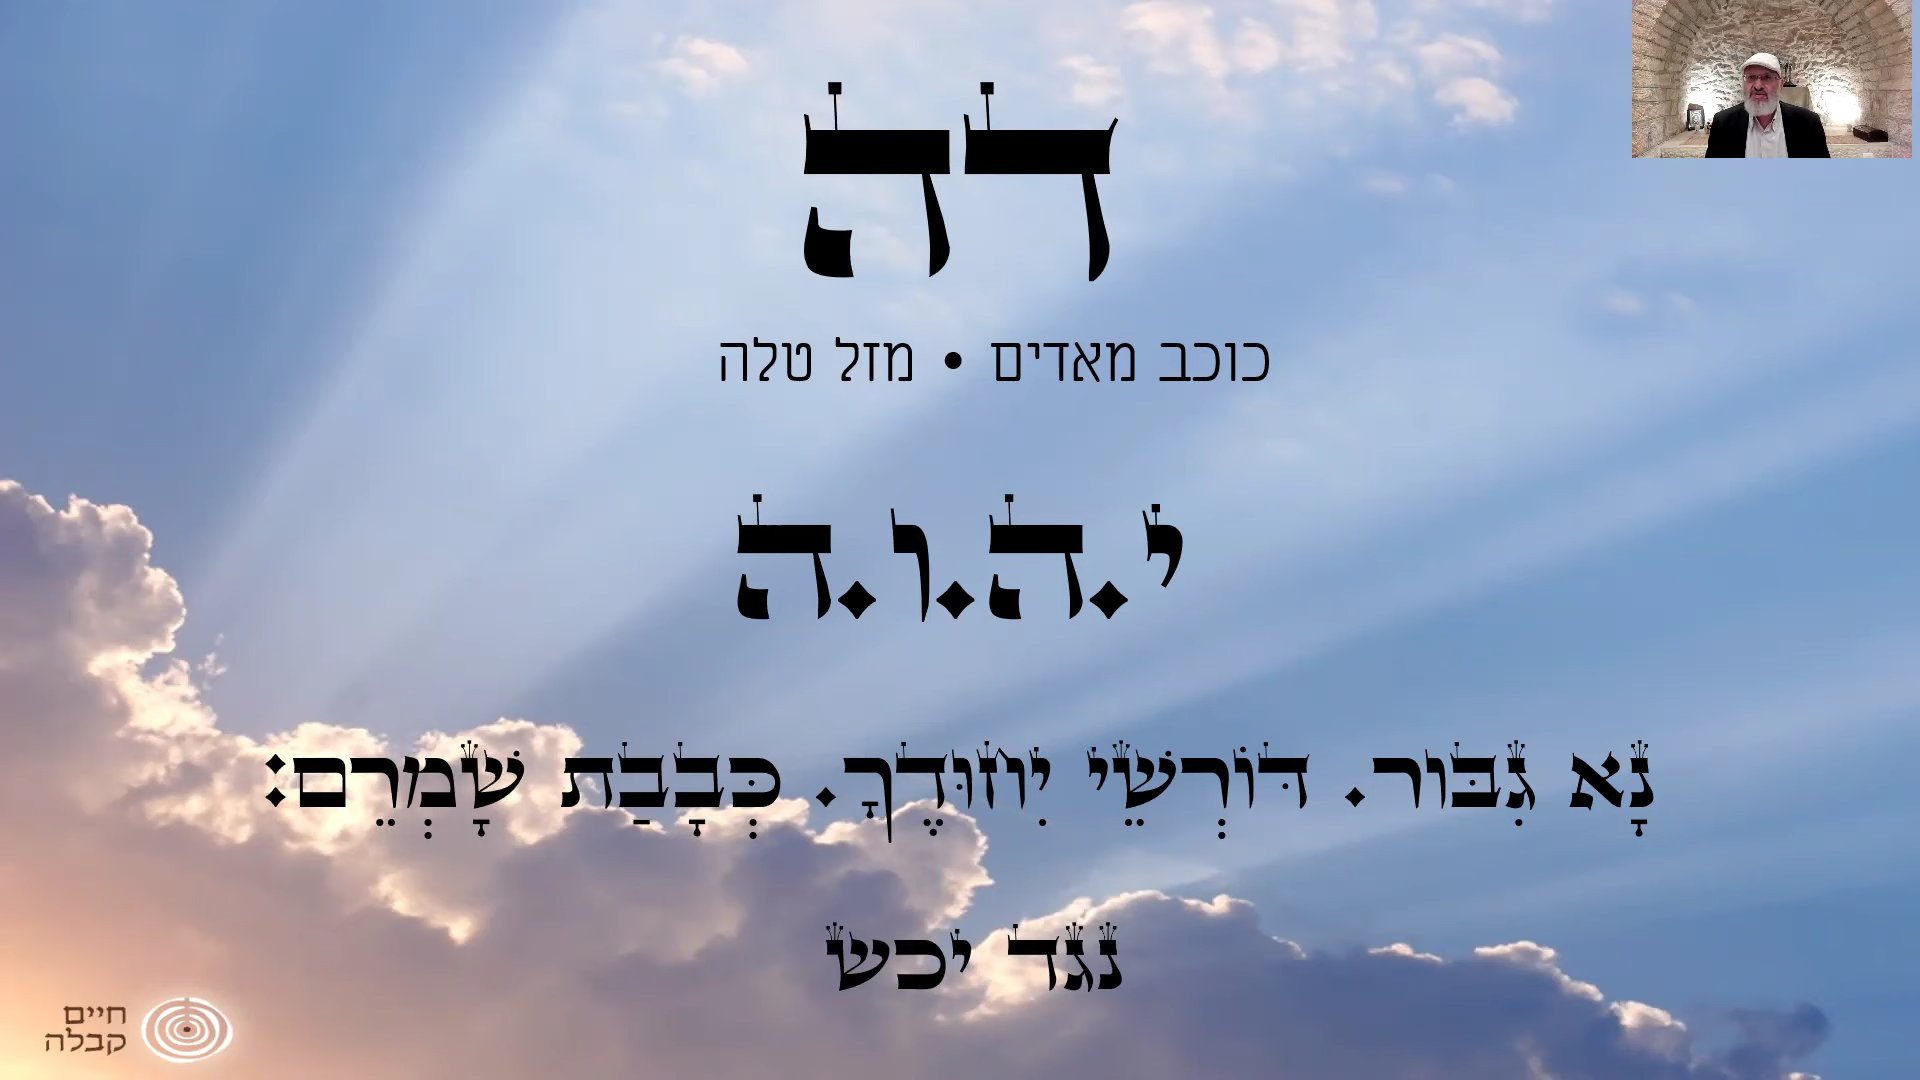 דה
כוכב מאדים • מזל טלה
י.ה.ו.ה
נָא גִּבּוֹר. דּוֹרְשֵׁי יִחוּדֶךָ. כְּבָבַת שָׁמְרֵם:
נגד יכש
חיים
קבלה